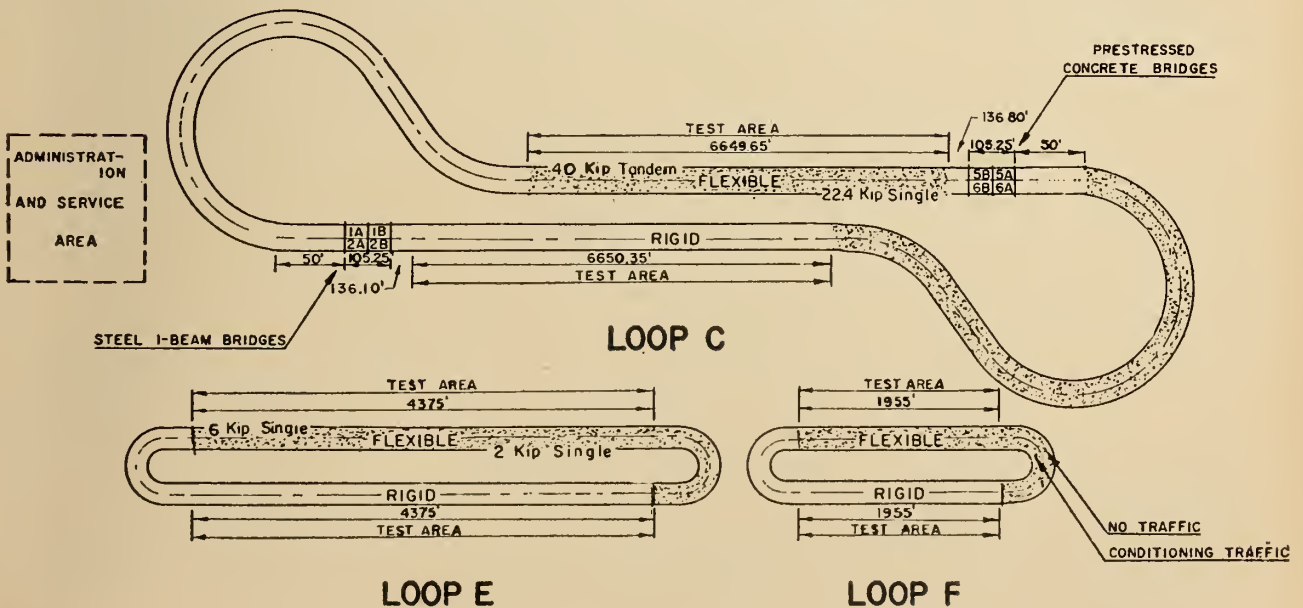 PRESTRESSED
CONCRETE BRIDGES
ADMINISTRAT-
ION
AND SERVICE
AREA
TEST AREA
6649.65'
136.80'
105.25'
50'
40 Kip Tandem
FLEXIBLE
22.4 Kip Single
5B 5A
6B 6A
1A 1B
2A 2B
RIGID
50'
105.25
136.10'
6650.35'
TEST AREA
STEEL I-BEAM BRIDGES
LOOP C
TEST AREA
4375'
6 Kip Single
FLEXIBLE
2 Kip Single
RIGID
4375'
TEST AREA
LOOP E
TEST AREA
1955'
FLEXIBLE
RIGID
1955'
TEST AREA
NO TRAFFIC
CONDITIONING TRAFFIC
LOOP F